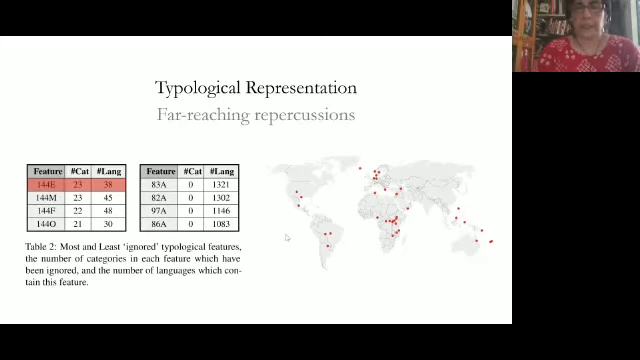 Typological Representation
Far-reaching repercussions
Feature #Cat #Lang
144E 23 38
144M 23 45
144F 22 48
144O 21 30
Feature #Cat #Lang
83A 0 1321
82A 0 1302
97A 0 1146
86A 0 1083
Table 2: Most and Least 'ignored' typological features,
the number of categories in each feature which have
been ignored, and the number of languages which con-
tain this feature.